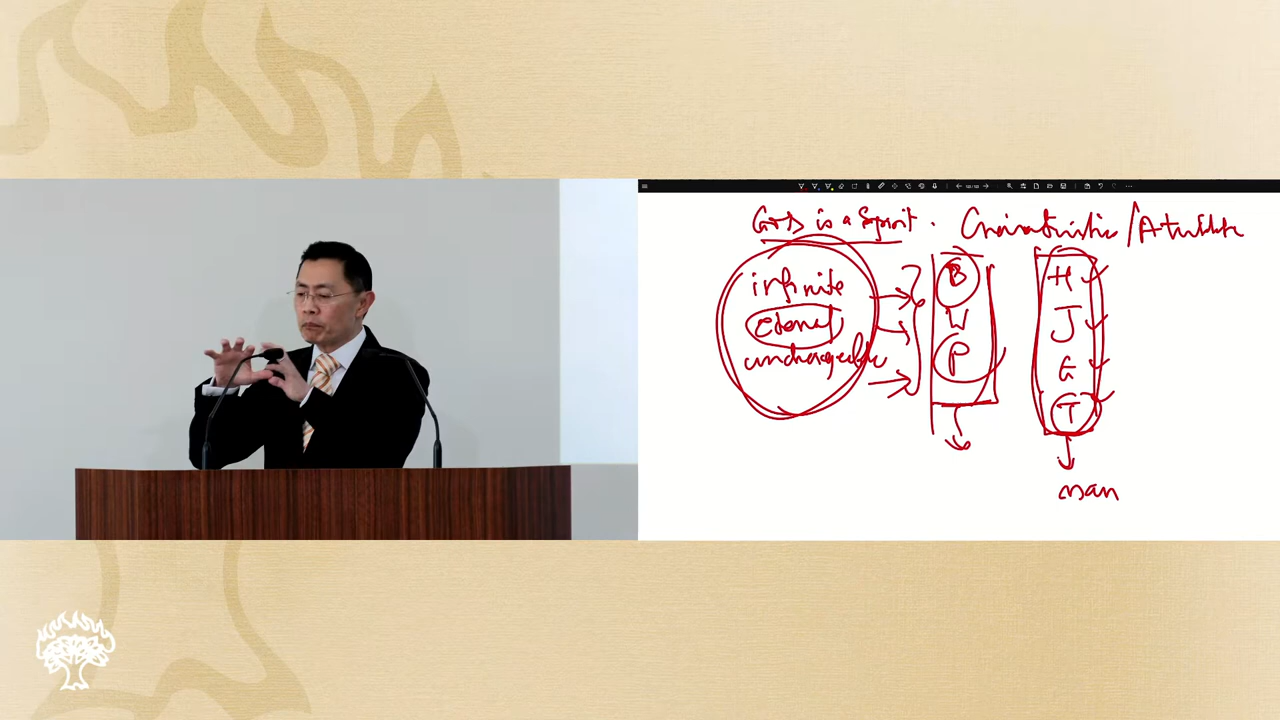 God is a Spirit. Characteristic / Attribute
infinite
eternal
unchangeable
B
W
P
H
J
G
T
man